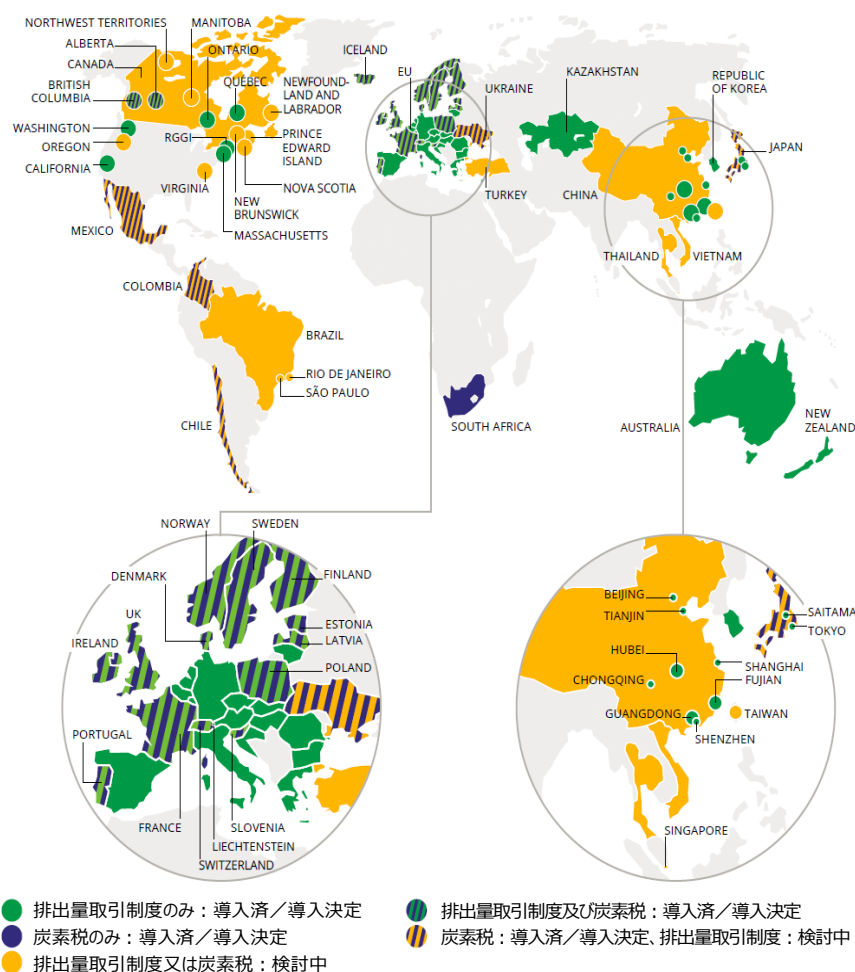 NORTHWEST TERRITORIES
MANITOBA
ALBERTA
ONTARIO
CANADA
BRITISH
COLUMBIA
QUEBEC
NEWFOUND-
LAND AND
LABRADOR
WASHINGTON
OREGON
RGGI
PRINCE
EDWARD
ISLAND
CALIFORNIA
VIRGINIA
NOVA SCOTIA
NEW
BRUNSWICK
MASSACHUSETTS
MEXICO
ICELAND
EU
UKRAINE
KAZAKHSTAN
REPUBLIC
OF KOREA
JAPAN
TURKEY
CHINA
THAILAND
VIETNAM
COLOMBIA
BRAZIL
RIO DE JANEIRO
SÃO PAULO
CHILE
SOUTH AFRICA
AUSTRALIA
NEW
ZEALAND
NORWAY
SWEDEN
DENMARK
FINLAND
UK
ESTONIA
IRELAND
LATVIA
POLAND
PORTUGAL
FRANCE
SLOVENIA
LIECHTENSTEIN
SWITZERLAND
BEIJING
TIANJIN
SAITAMA
TOKYO
HUBEI
SHANGHAI
CHONGQING
FUJIAN
GUANGDONG
TAIWAN
SHENZHEN
SINGAPORE
排出量取引制度のみ：導入済／導入決定
排出量取引制度及び炭素税：導入済／導入決定
炭素税のみ：導入済／導入決定
炭素税：導入済／導入決定、排出量取引制度：検討中
排出量取引制度又は炭素税：検討中